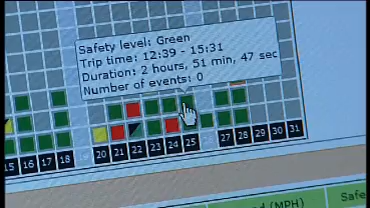 Safety level: Green
Trip time: 12:39 - 15:31
Duration: 2 hours, 51 min, 47 sec
Number of events: 0
15 16 17 18 20 21 22 23 24 25 27 28 29 30 31
(MPH) Safe